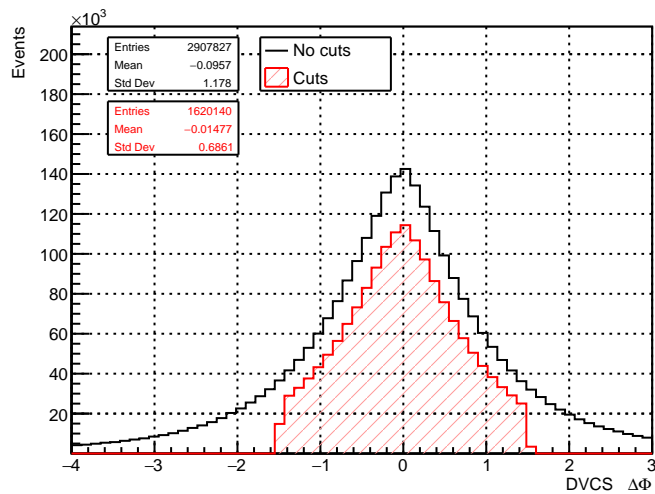 ×10³
Events
200
180
160
140
120
100
80
60
40
20
Entries 2907827
Mean −0.0957
Std Dev 1.178
Entries 1620140
Mean −0.01477
Std Dev 0.6861
No cuts
Cuts
−4 −3 −2 −1 0 1 2 3
DVCS ΔΦ